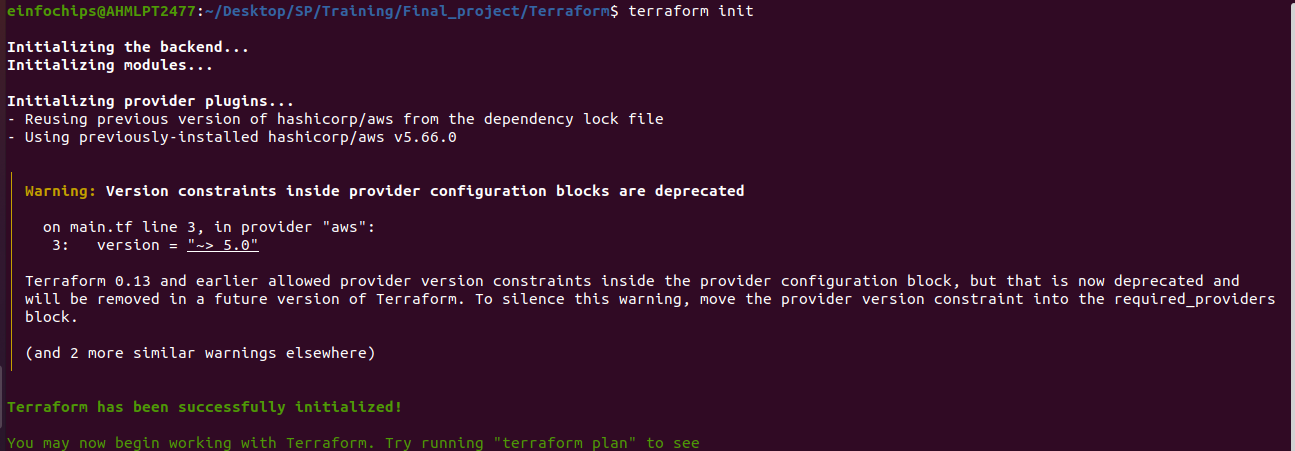 einfochips@AHMLPT2477:~/Desktop/SP/Training/Final_project/Terraform$ terraform init
Initializing the backend...
Initializing modules...
Initializing provider plugins...
- Reusing previous version of hashicorp/aws from the dependency lock file
- Using previously-installed hashicorp/aws v5.66.0
Warning: Version constraints inside provider configuration blocks are deprecated
on main.tf line 3, in provider "aws":
3:   version = "~> 5.0"
Terraform 0.13 and earlier allowed provider version constraints inside the provider configuration block, but that is now deprecated and
will be removed in a future version of Terraform. To silence this warning, move the provider version constraint into the required_providers
block.
(and 2 more similar warnings elsewhere)
Terraform has been successfully initialized!
You may now begin working with Terraform. Try running "terraform plan" to see